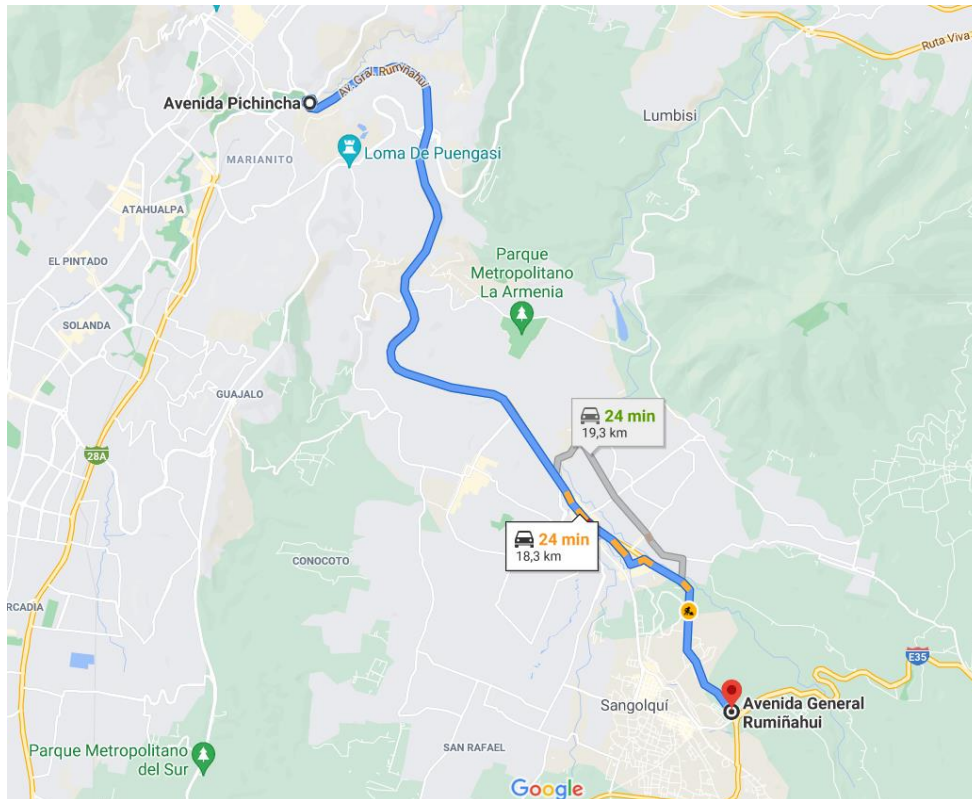 Ruta Viva
Av. Gral. Rumiñahui
Avenida Pichincha
Lumbisi
Loma De Puengasi
MARIANITO
ATAHUALPA
EL PINTADO
Parque
Metropolitano
La Armenia
SOLANDA
GUAJALO
24 min
19,3 km
28A
24 min
18,3 km
CONOCOTO
RCADIA
E35
Avenida General
Rumiñahui
Sangolquí
SAN RAFAEL
Parque Metropolitano
del Sur
Google